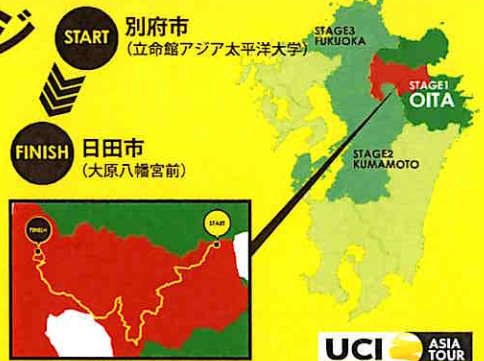 ジ
START
別府市
(立命館アジア太平洋大学)
FINISH
日田市
(大原八幡宮前)
STAGE3
FUKUOKA
STAGE1
OITA
STAGE2
KUMAMOTO
FINISH
START
UCI
ASIA
TOUR